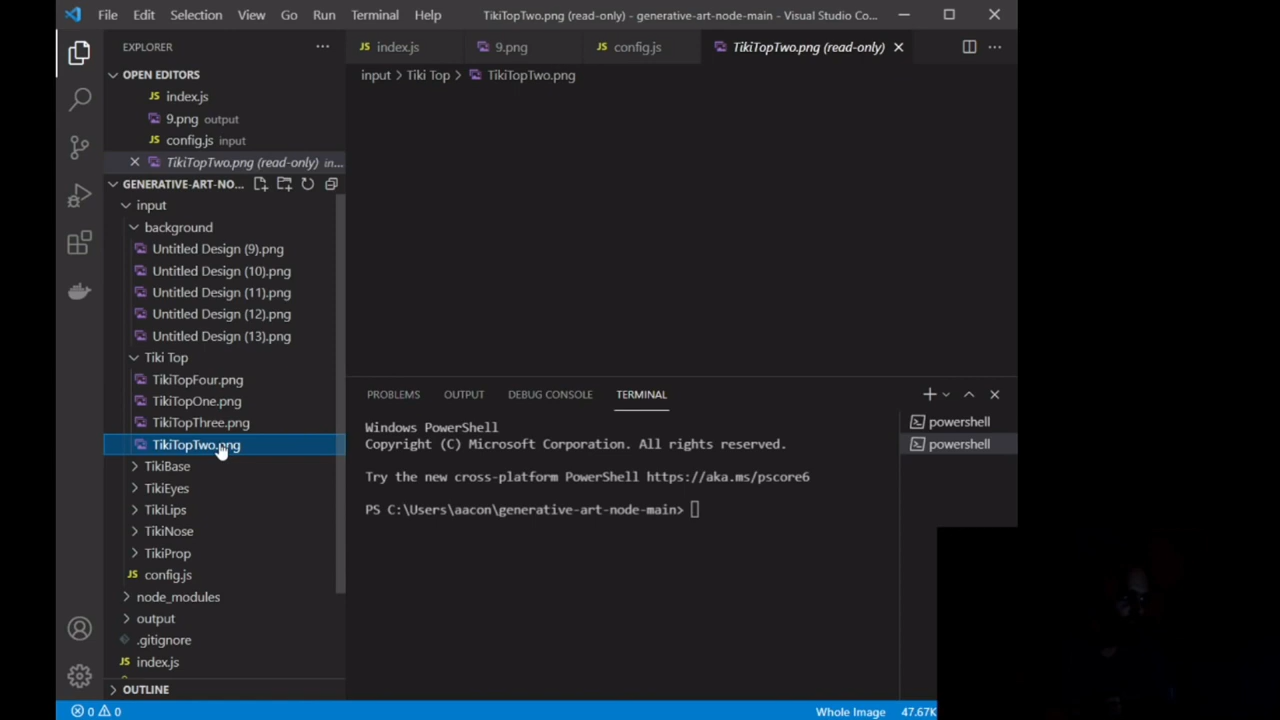 File Edit Selection View Go Run Terminal Help TikiTopTwo.png (read-only) - generative-art-node-main - Visual Studio Co...
EXPLORER
index.js
9.png
config.js
TikiTopTwo.png (read-only)
OPEN EDITORS
index.js
9.png output
config.js input
TikiTopTwo.png (read-only) in...
input > Tiki Top > TikiTopTwo.png
GENERATIVE-ART-NO...
input
background
Untitled Design (9).png
Untitled Design (10).png
Untitled Design (11).png
Untitled Design (12).png
Untitled Design (13).png
Tiki Top
TikiTopFour.png
TikiTopOne.png
TikiTopThree.png
TikiTopTwo.png
TikiBase
TikiEyes
TikiLips
TikiNose
TikiProp
config.js
node_modules
output
.gitignore
index.js
OUTLINE
PROBLEMS OUTPUT DEBUG CONSOLE TERMINAL
Windows PowerShell
Copyright (C) Microsoft Corporation. All rights reserved.
Try the new cross-platform PowerShell https://aka.ms/pscore6
PS C:\Users\aacon\generative-art-node-main>
powershell
powershell
0 0
Whole Image 47.67K